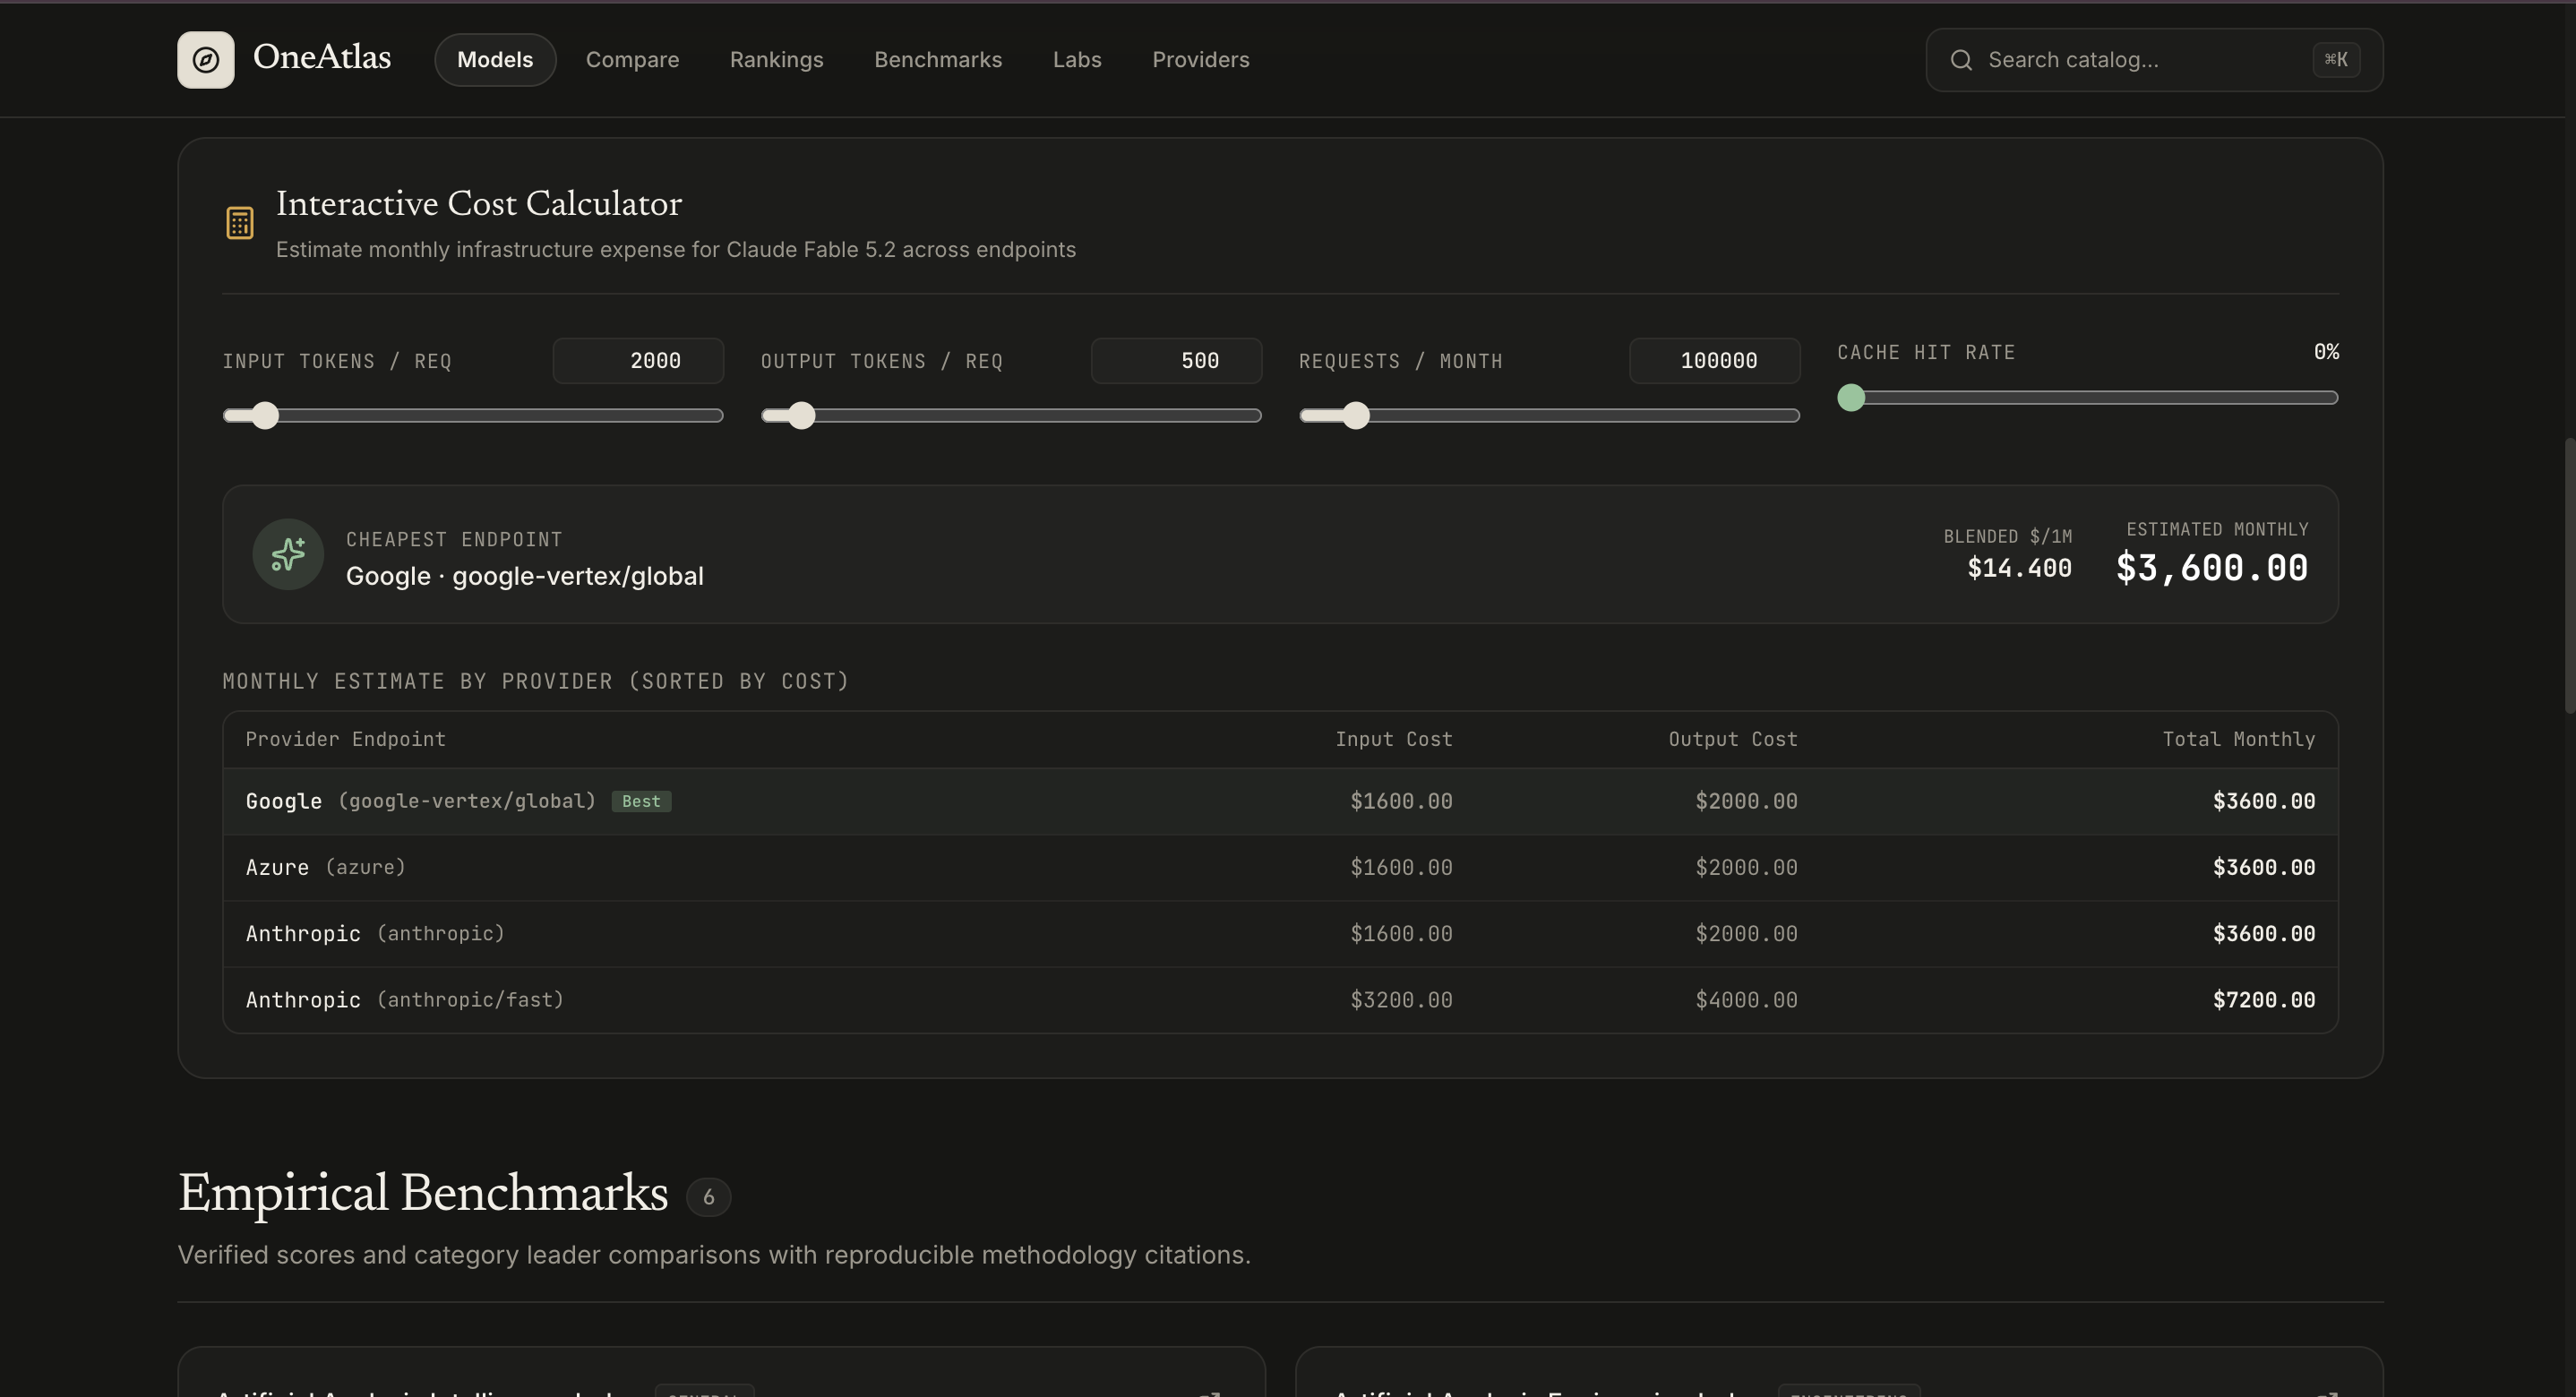 OneAtlas Models Compare Rankings Benchmarks Labs Providers Search catalog... ⌘K
Interactive Cost Calculator
Estimate monthly infrastructure expense for Claude Fable 5.2 across endpoints
INPUT TOKENS / REQ 2000 OUTPUT TOKENS / REQ 500 REQUESTS / MONTH 100000 CACHE HIT RATE 0%
CHEAPEST ENDPOINT
Google · google-vertex/global
BLENDED $/1M
$14.400
ESTIMATED MONTHLY
$3,600.00
MONTHLY ESTIMATE BY PROVIDER (SORTED BY COST)
Provider Endpoint Input Cost Output Cost Total Monthly
Google (google-vertex/global) Best $1600.00 $2000.00 $3600.00
Azure (azure) $1600.00 $2000.00 $3600.00
Anthropic (anthropic) $1600.00 $2000.00 $3600.00
Anthropic (anthropic/fast) $3200.00 $4000.00 $7200.00
Empirical Benchmarks 6
Verified scores and category leader comparisons with reproducible methodology citations.